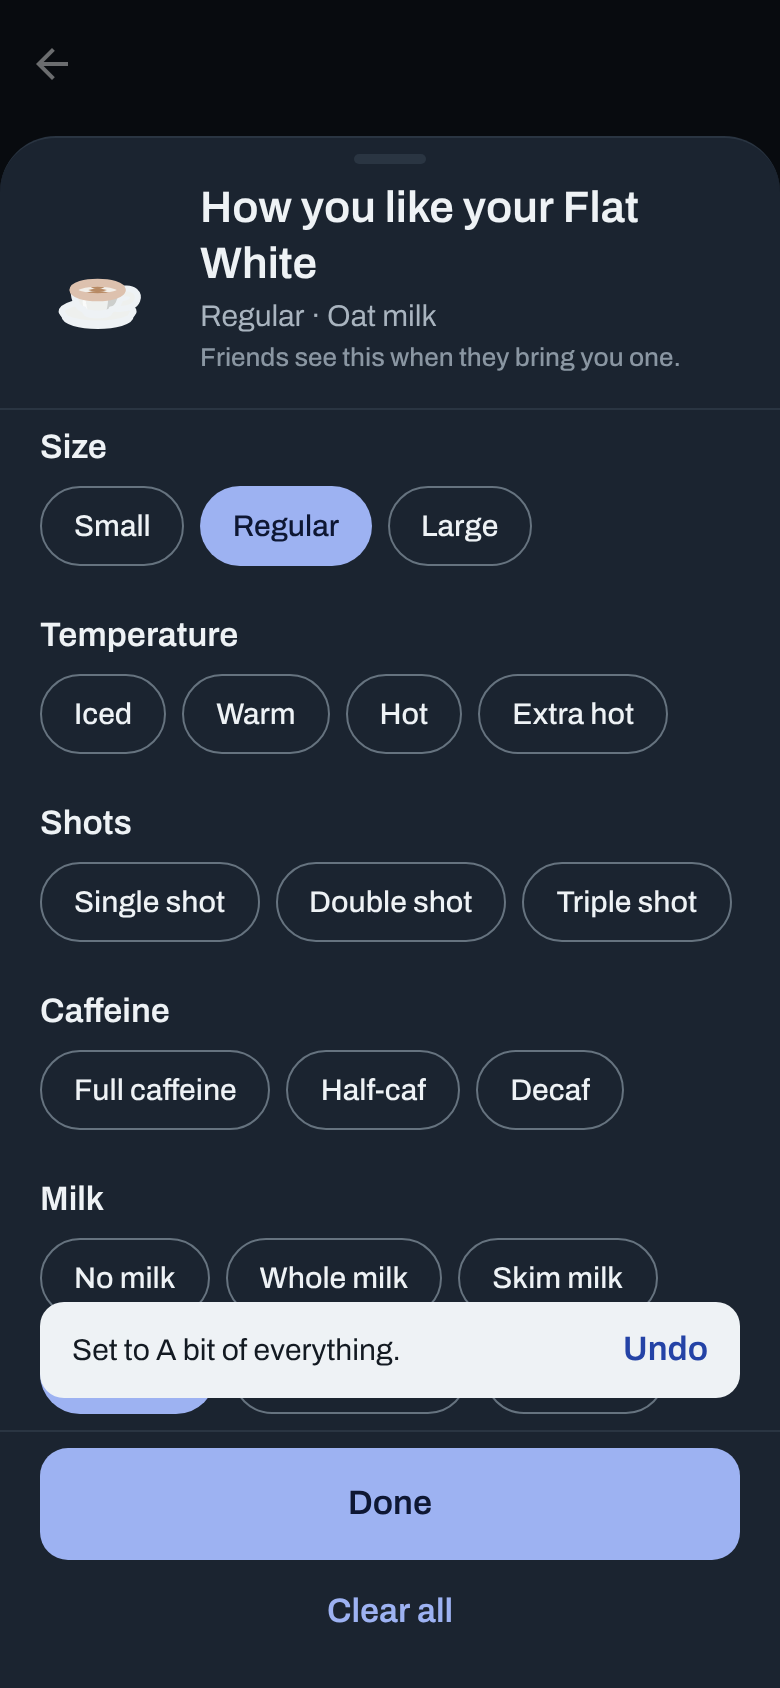 How you like your Flat
White
Regular · Oat milk
Friends see this when they bring you one.
Size
Small Regular Large
Temperature
Iced Warm Hot Extra hot
Shots
Single shot Double shot Triple shot
Caffeine
Full caffeine Half-caf Decaf
Milk
No milk Whole milk Skim milk
Set to A bit of everything. Undo
Done
Clear all